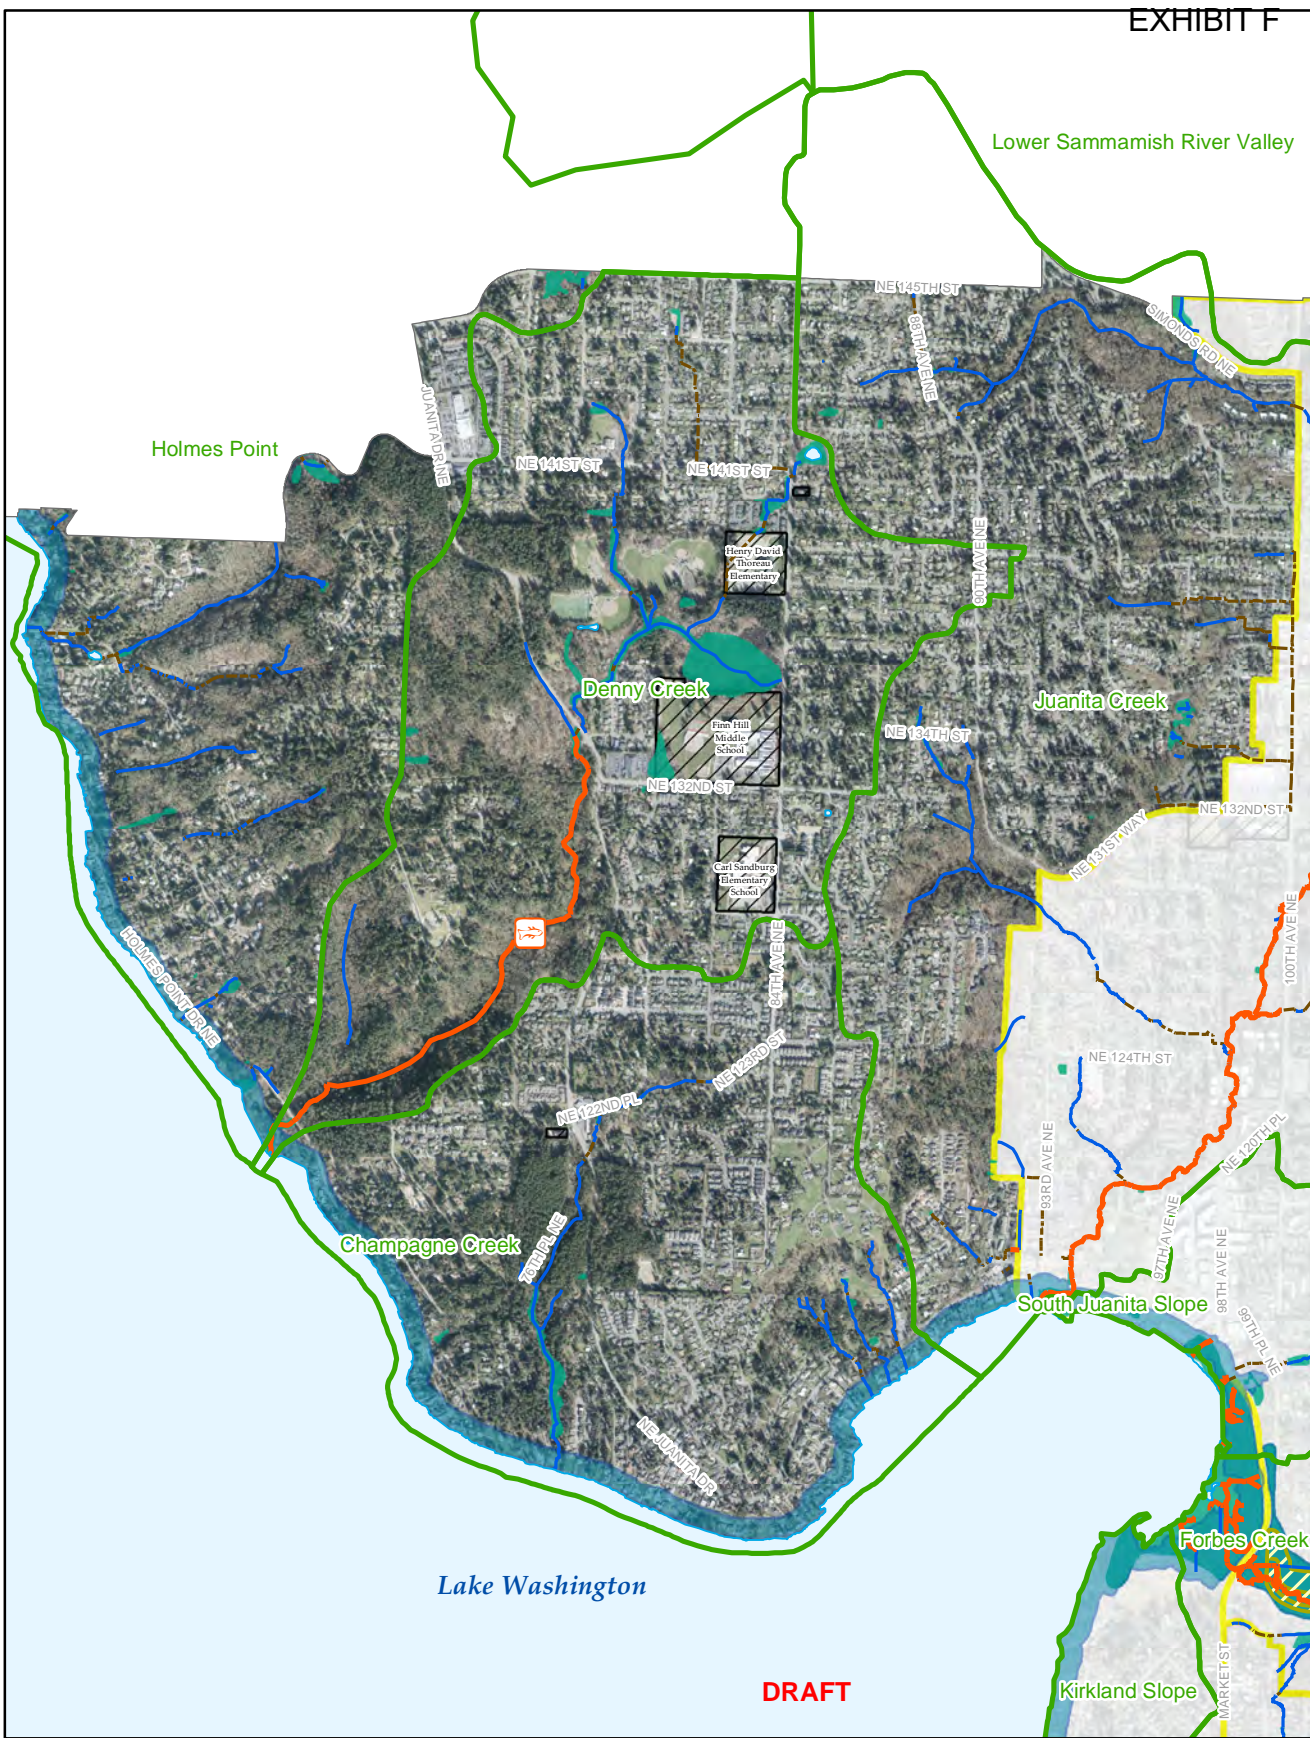 EXHIBIT F
Lower Sammamish River Valley
NE 145TH ST
88TH AVE NE
SIMONDS RD NE
JUANITA DR NE
Holmes Point
NE 141ST ST
NE 141ST ST
Henry David
Thoreau
Elementary
90TH AVE NE
Denny Creek
Juanita Creek
Finn Hill
Middle
School
NE 134TH ST
NE 132ND ST
NE 132ND ST
NE 131ST WAY
Carl Sandburg
Elementary
School
HOLMES POINT DR NE
84TH AVE NE
100TH AVE NE
NE 123RD ST
NE 124TH ST
NE 122ND PL
NE 120TH PL
93RD AVE NE
76TH PL NE
Champagne Creek
97TH AVE NE
98TH AVE NE
South Juanita Slope
99TH PL NE
NE JUANITA DR
Forbes Creek
Lake Washington
MARKET ST
Kirkland Slope
DRAFT